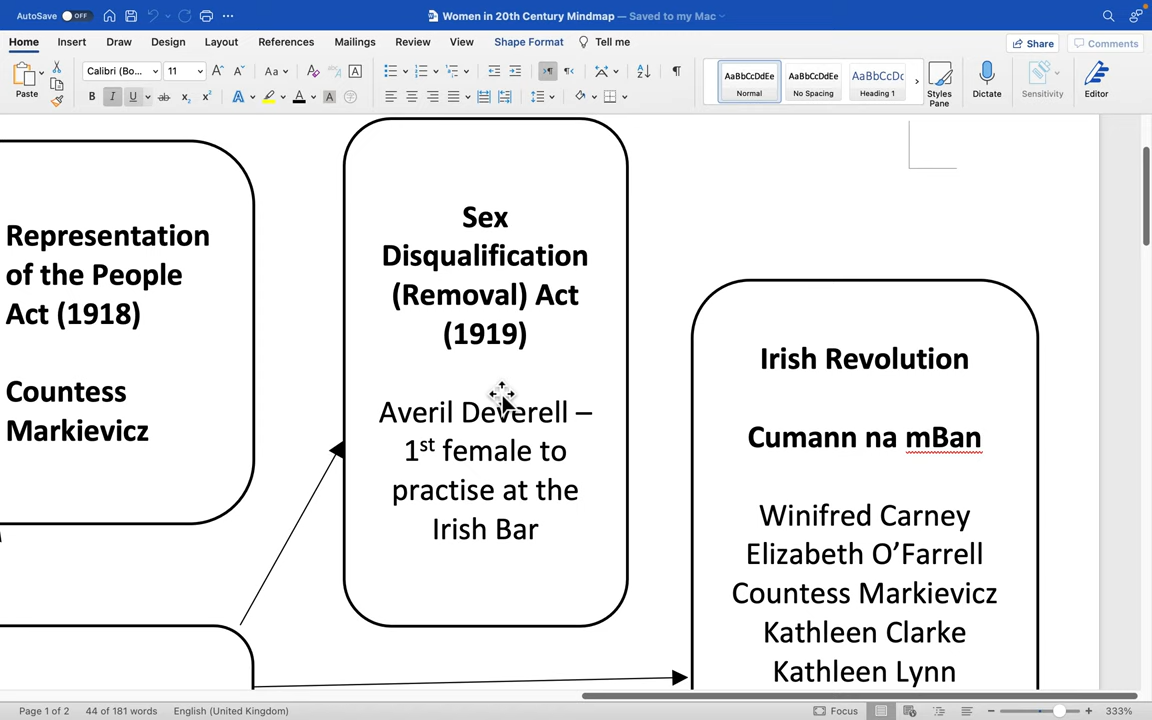 AutoSave OFF
Women in 20th Century Mindmap — Saved to my Mac
Home Insert Draw Design Layout References Mailings Review View Shape Format Tell me
Share Comments
Paste
Calibri (Bo... 11
AaBbCcDdEe AaBbCcDdEe AaBbCcDc
Normal No Spacing Heading 1
Styles Pane
Dictate Sensitivity Editor
Representation
of the People
Act (1918)
Countess
Markievicz
Sex
Disqualification
(Removal) Act
(1919)
Averil Deverell –
1st female to
practise at the
Irish Bar
Irish Revolution
Cumann na mBan
Winifred Carney
Elizabeth O’Farrell
Countess Markievicz
Kathleen Clarke
Kathleen Lynn
Page 1 of 2 44 of 181 words English (United Kingdom) Focus 333%